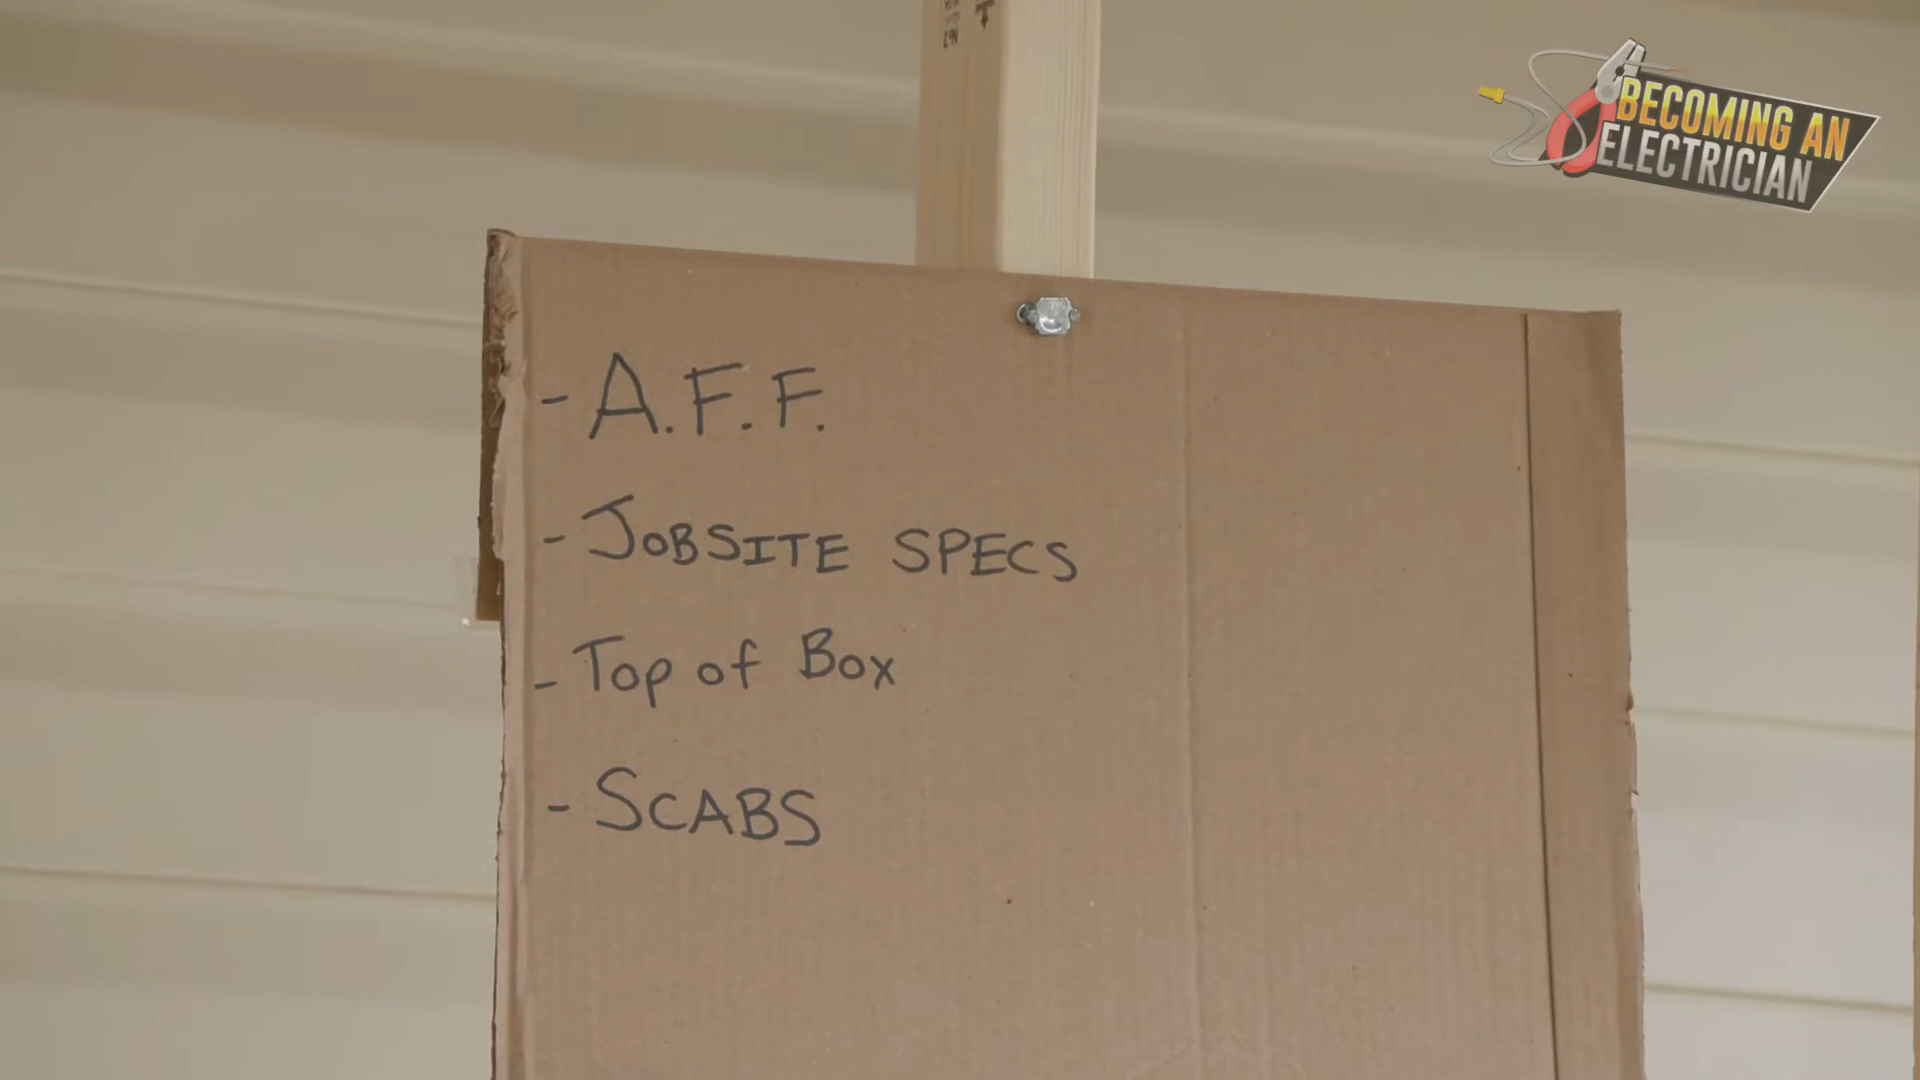 BECOMING AN
ELECTRICIAN
- A.F.F.
- JOBSITE SPECS
- Top of Box
- SCABS